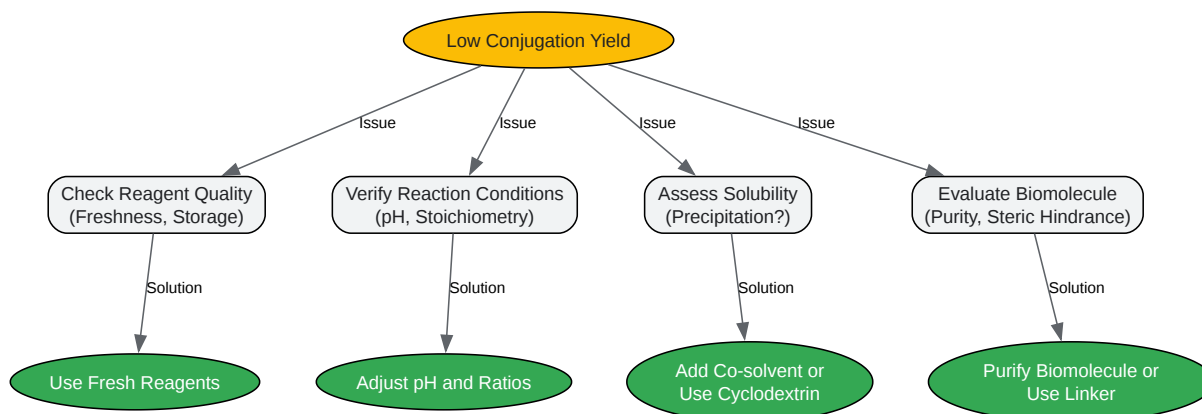 Low Conjugation Yield
Issue
Issue
Issue
Issue
Check Reagent Quality
(Freshness, Storage)
Verify Reaction Conditions
(pH, Stoichiometry)
Assess Solubility
(Precipitation?)
Evaluate Biomolecule
(Purity, Steric Hindrance)
Solution
Solution
Solution
Solution
Use Fresh Reagents
Adjust pH and Ratios
Add Co-solvent or
Use Cyclodextrin
Purify Biomolecule or
Use Linker